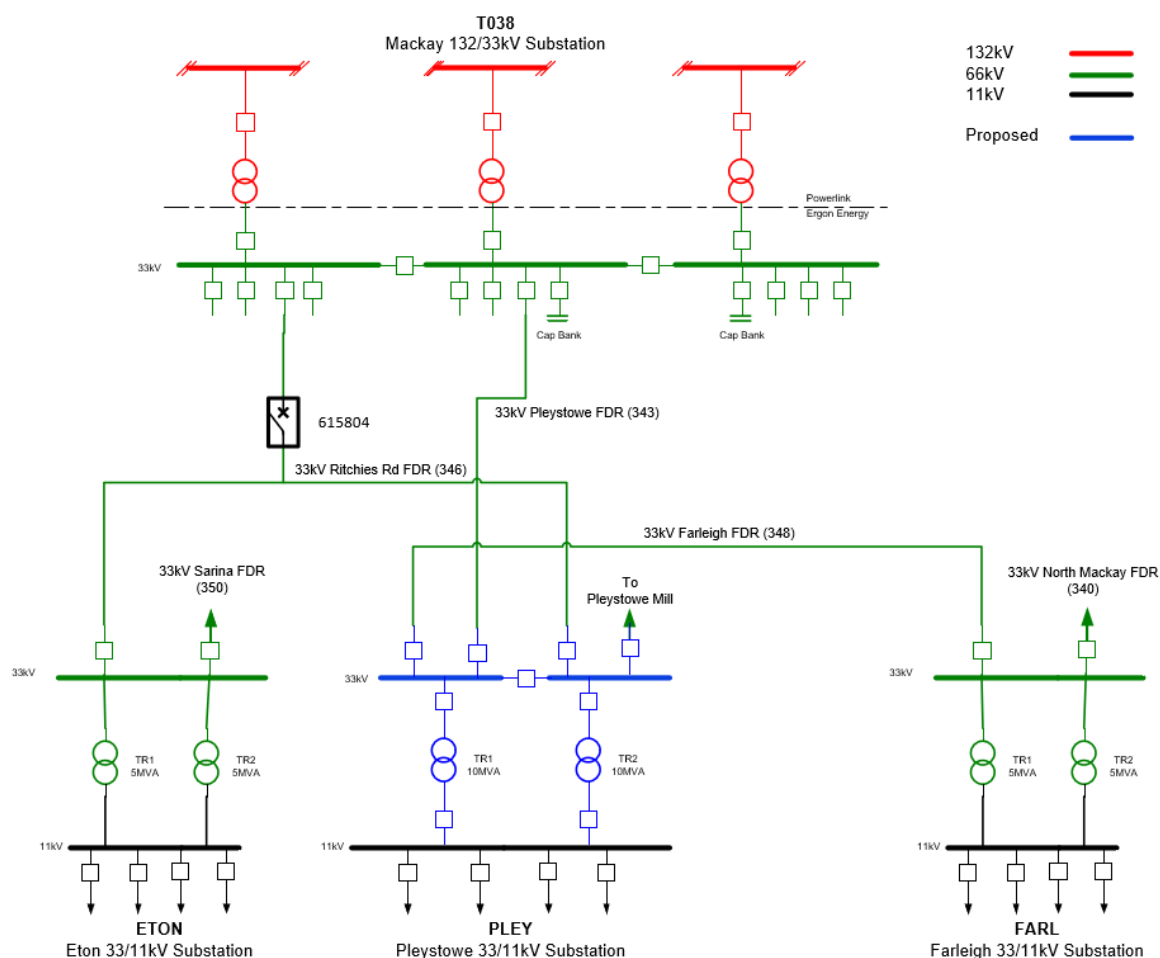 T038
Mackay 132/33kV Substation
132kV
66kV
11kV
Proposed
Powerlink
Ergon Energy
33kV
Cap Bank
Cap Bank
615804
33kV Pleystowe FDR (343)
33kV Ritchies Rd FDR (346)
33kV Farleigh FDR (348)
33kV Sarina FDR
(350)
To
Pleystowe Mill
33kV North Mackay FDR
(340)
33kV
33kV
33kV
TR1
5MVA
TR2
5MVA
TR1
10MVA
TR2
10MVA
TR1
5MVA
TR2
5MVA
11kV
11kV
11kV
ETON
Eton 33/11kV Substation
PLEY
Pleystowe 33/11kV Substation
FARL
Farleigh 33/11kV Substation